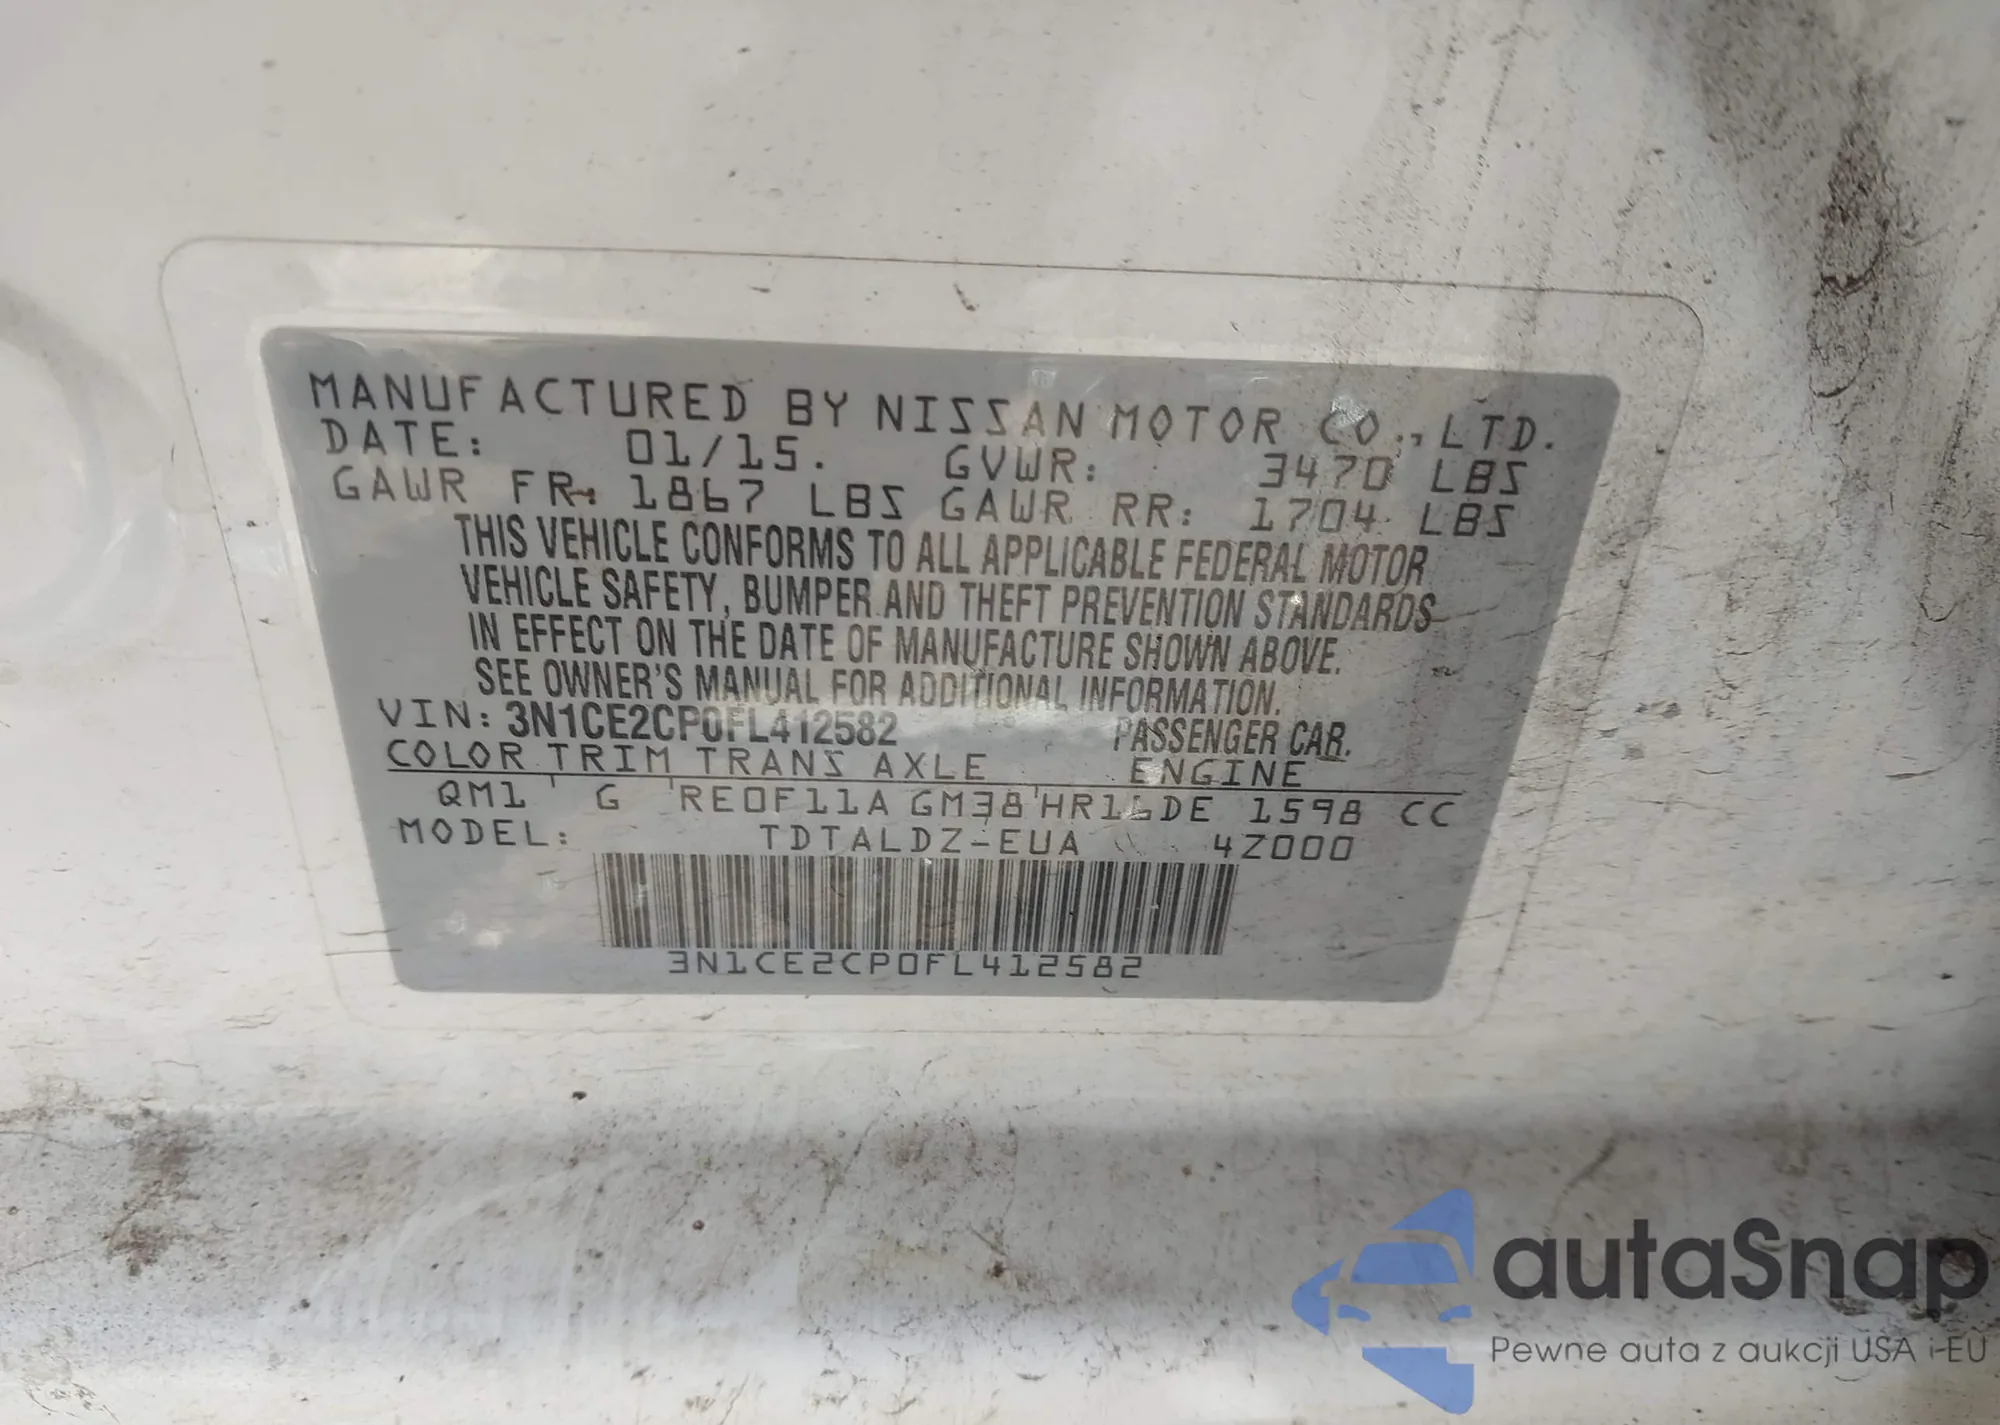 MANUFACTURED BY NISSAN MOTOR CO., LTD.
DATE: 01/15. GVWR: 3470 LBS
GAWR FR: 1867 LBS GAWR RR: 1704 LBS
THIS VEHICLE CONFORMS TO ALL APPLICABLE FEDERAL MOTOR
VEHICLE SAFETY, BUMPER AND THEFT PREVENTION STANDARDS
IN EFFECT ON THE DATE OF MANUFACTURE SHOWN ABOVE.
SEE OWNER'S MANUAL FOR ADDITIONAL INFORMATION.
VIN: 3N1CE2CP0FL412582 PASSENGER CAR.
COLOR TRIM TRANS AXLE ENGINE
QM1 G RE0F11A GM38 HR16DE 1598 CC
MODEL: TDTALDZ-EUA 4Z000
3N1CE2CP0FL412582
autaSnap
Pewne auta z aukcji USA i EU